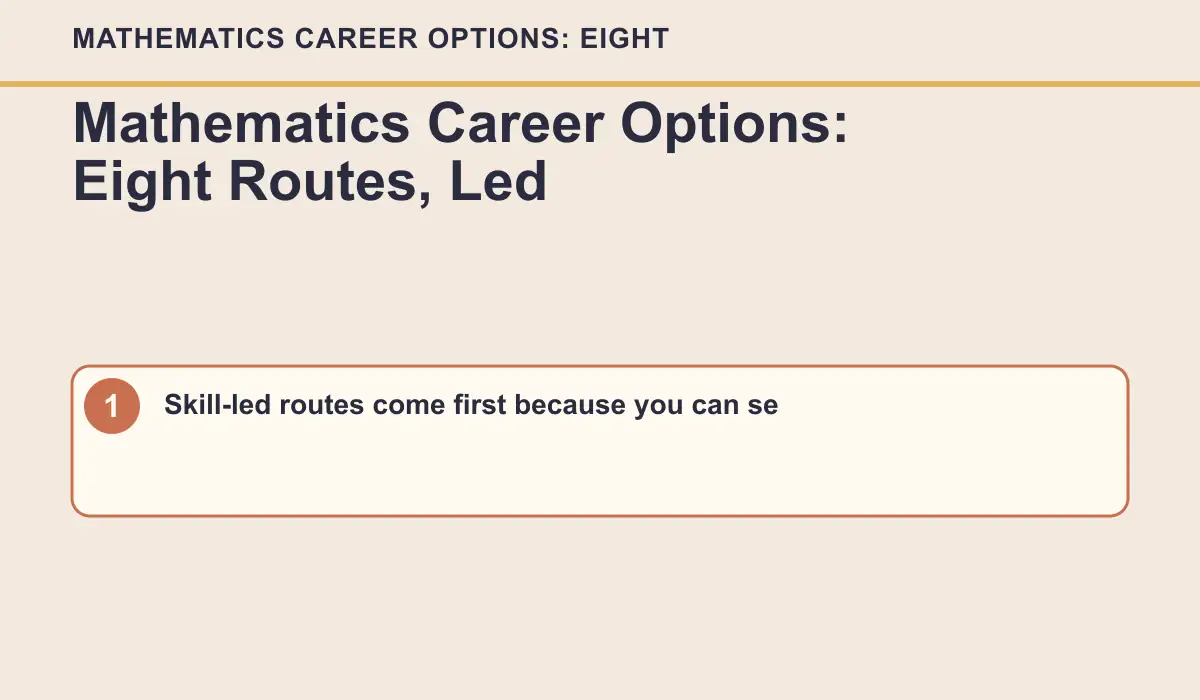 MATHEMATICS CAREER OPTIONS: EIGHT
Mathematics Career Options:
Eight Routes, Led
1
Skill-led routes come first because you can se